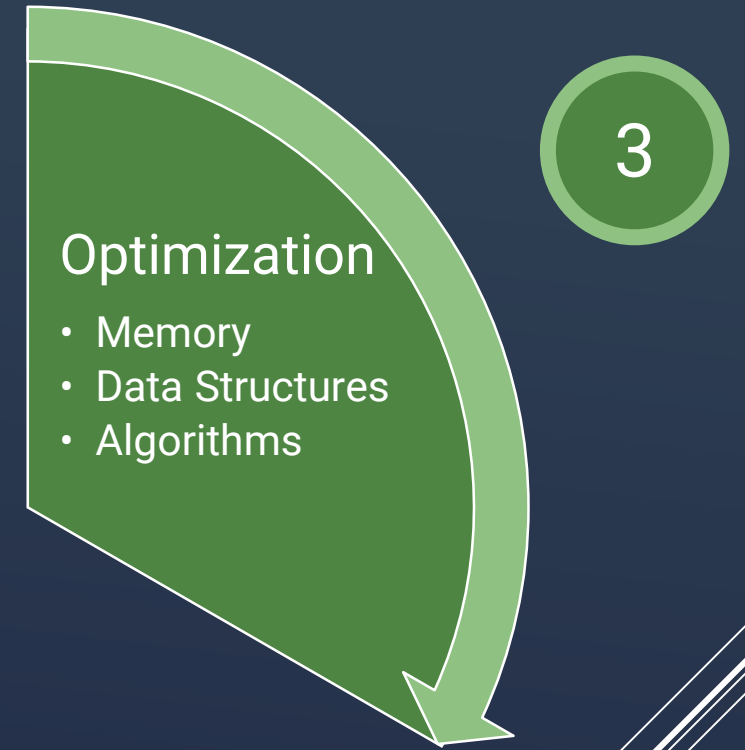 3
Optimization
• Memory
• Data Structures
• Algorithms